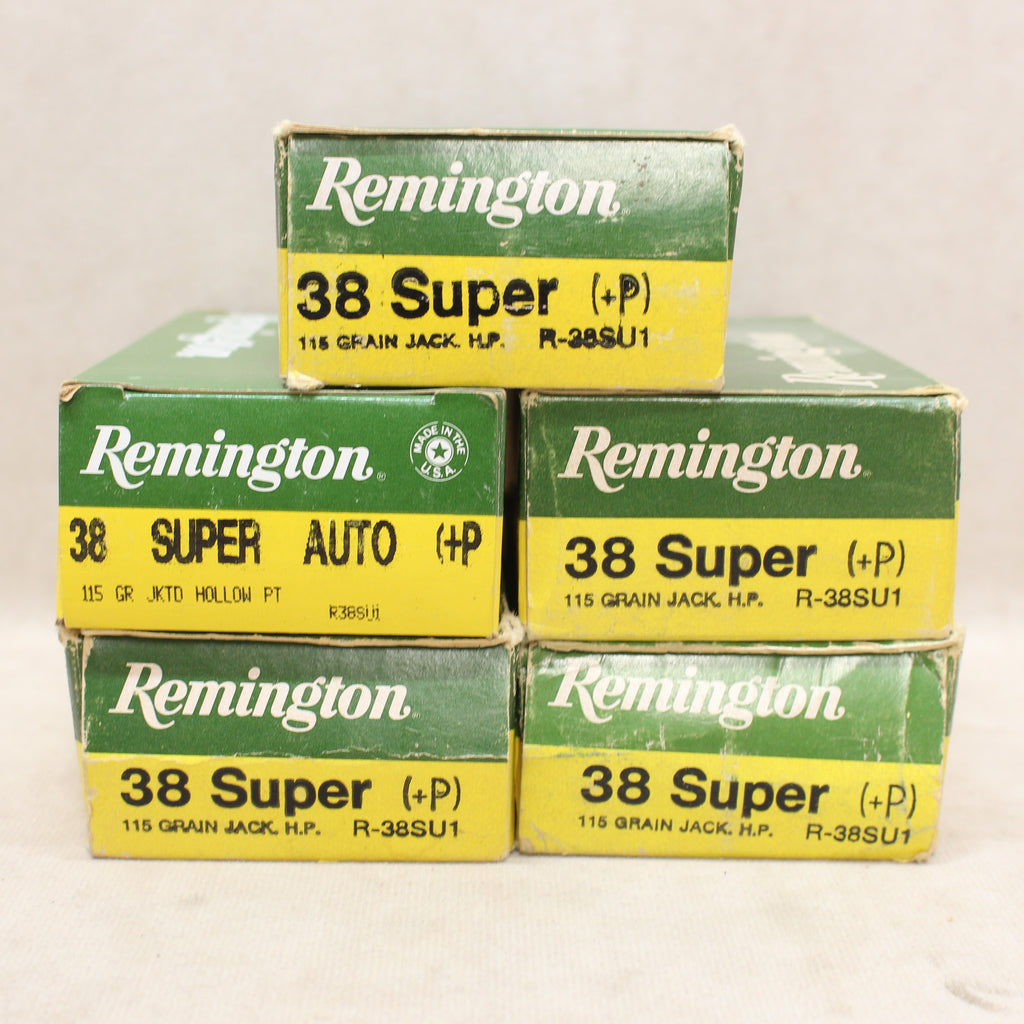 Remington
38 Super (+P)
115 GRAIN JACK. H.P. R-38SU1
Remington
MADE IN THE U.S.A.
38 SUPER AUTO (+P
115 GR JKTD HOLLOW PT
R38SU1
Remington
38 Super (+P)
115 GRAIN JACK. H.P. R-38SU1
Remington
38 Super (+P)
115 GRAIN JACK. H.P. R-38SU1
Remington
38 Super (+P)
115 GRAIN JACK. H.P. R-38SU1